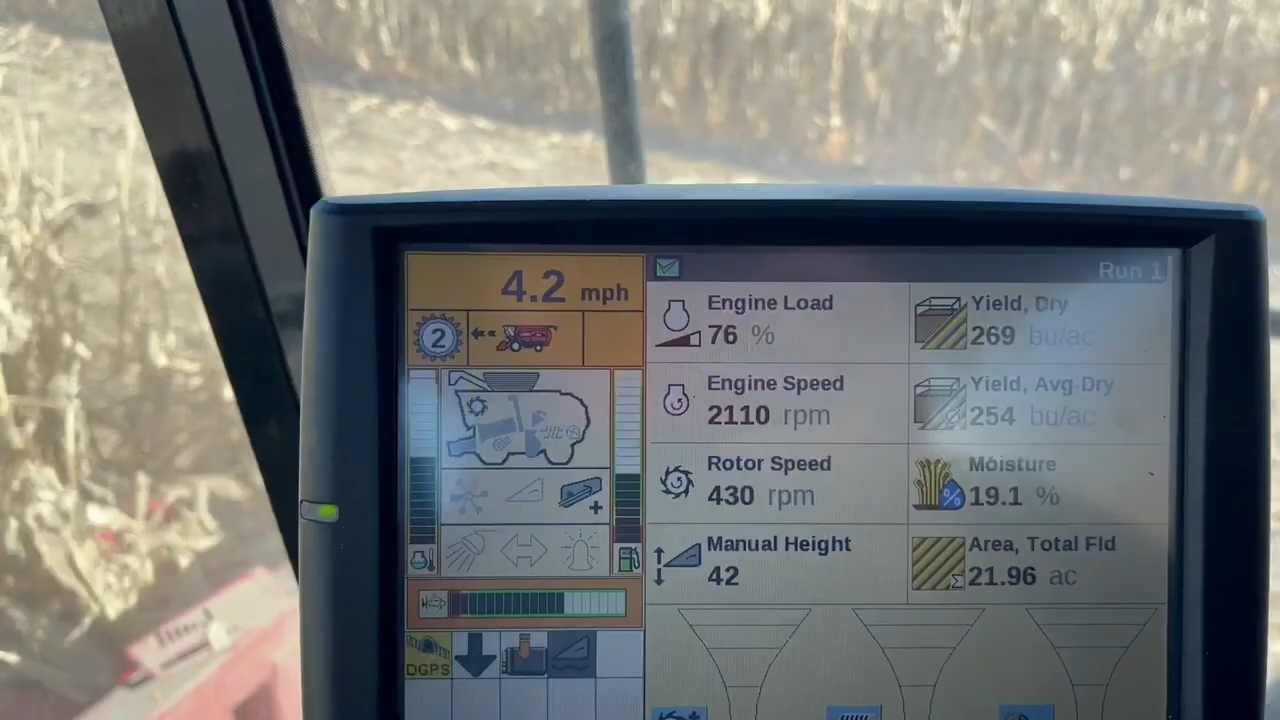 4.2 mph
2
Run 1
Engine Load
76 %
Yield, Dry
269 bu/ac
Engine Speed
2110 rpm
Yield, Avg Dry
254 bu/ac
Rotor Speed
430 rpm
Moisture
19.1 %
Manual Height
42
Area, Total Fld
21.96 ac
DGPS